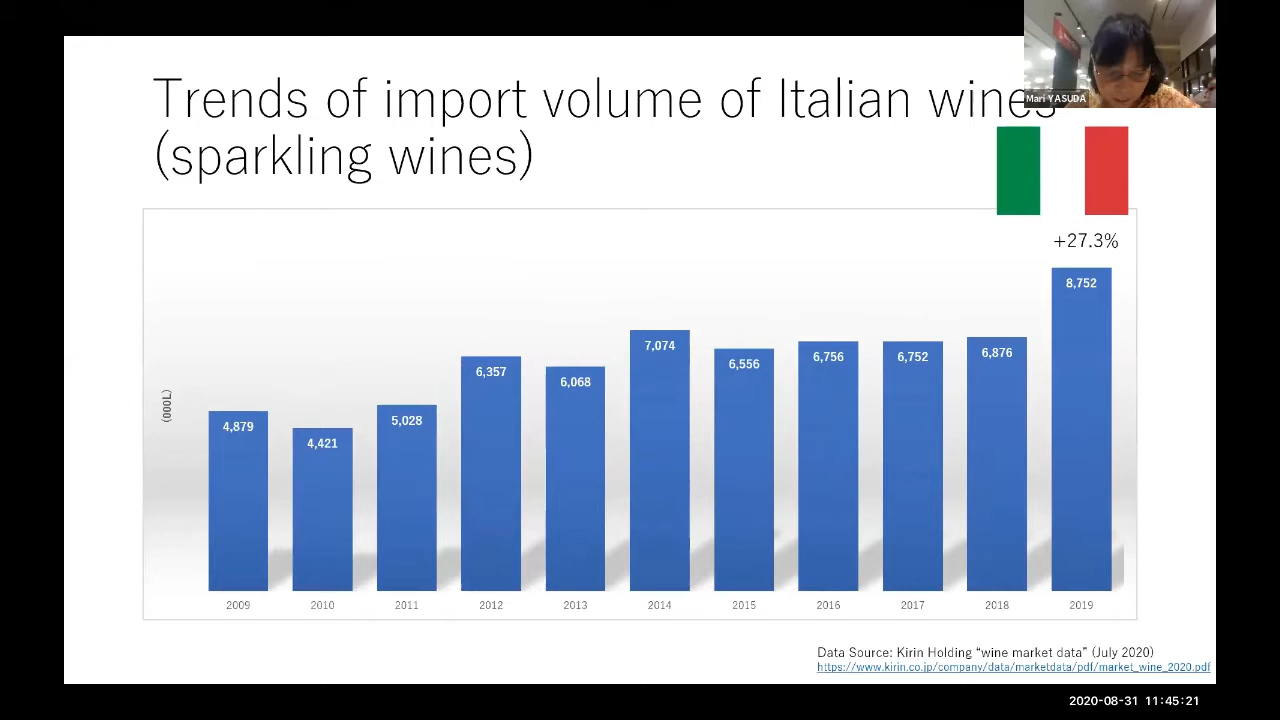 Trends of import volume of Italian wines
(sparkling wines)
Mari YASUDA
+27.3%
(000L)
4,879
4,421
5,028
6,357
6,068
7,074
6,556
6,756
6,752
6,876
8,752
2009 2010 2011 2012 2013 2014 2015 2016 2017 2018 2019
Data Source: Kirin Holding “wine market data” (July 2020)
https://www.kirin.co.jp/company/data/marketdata/pdf/market_wine_2020.pdf
2020-08-31 11:45:21